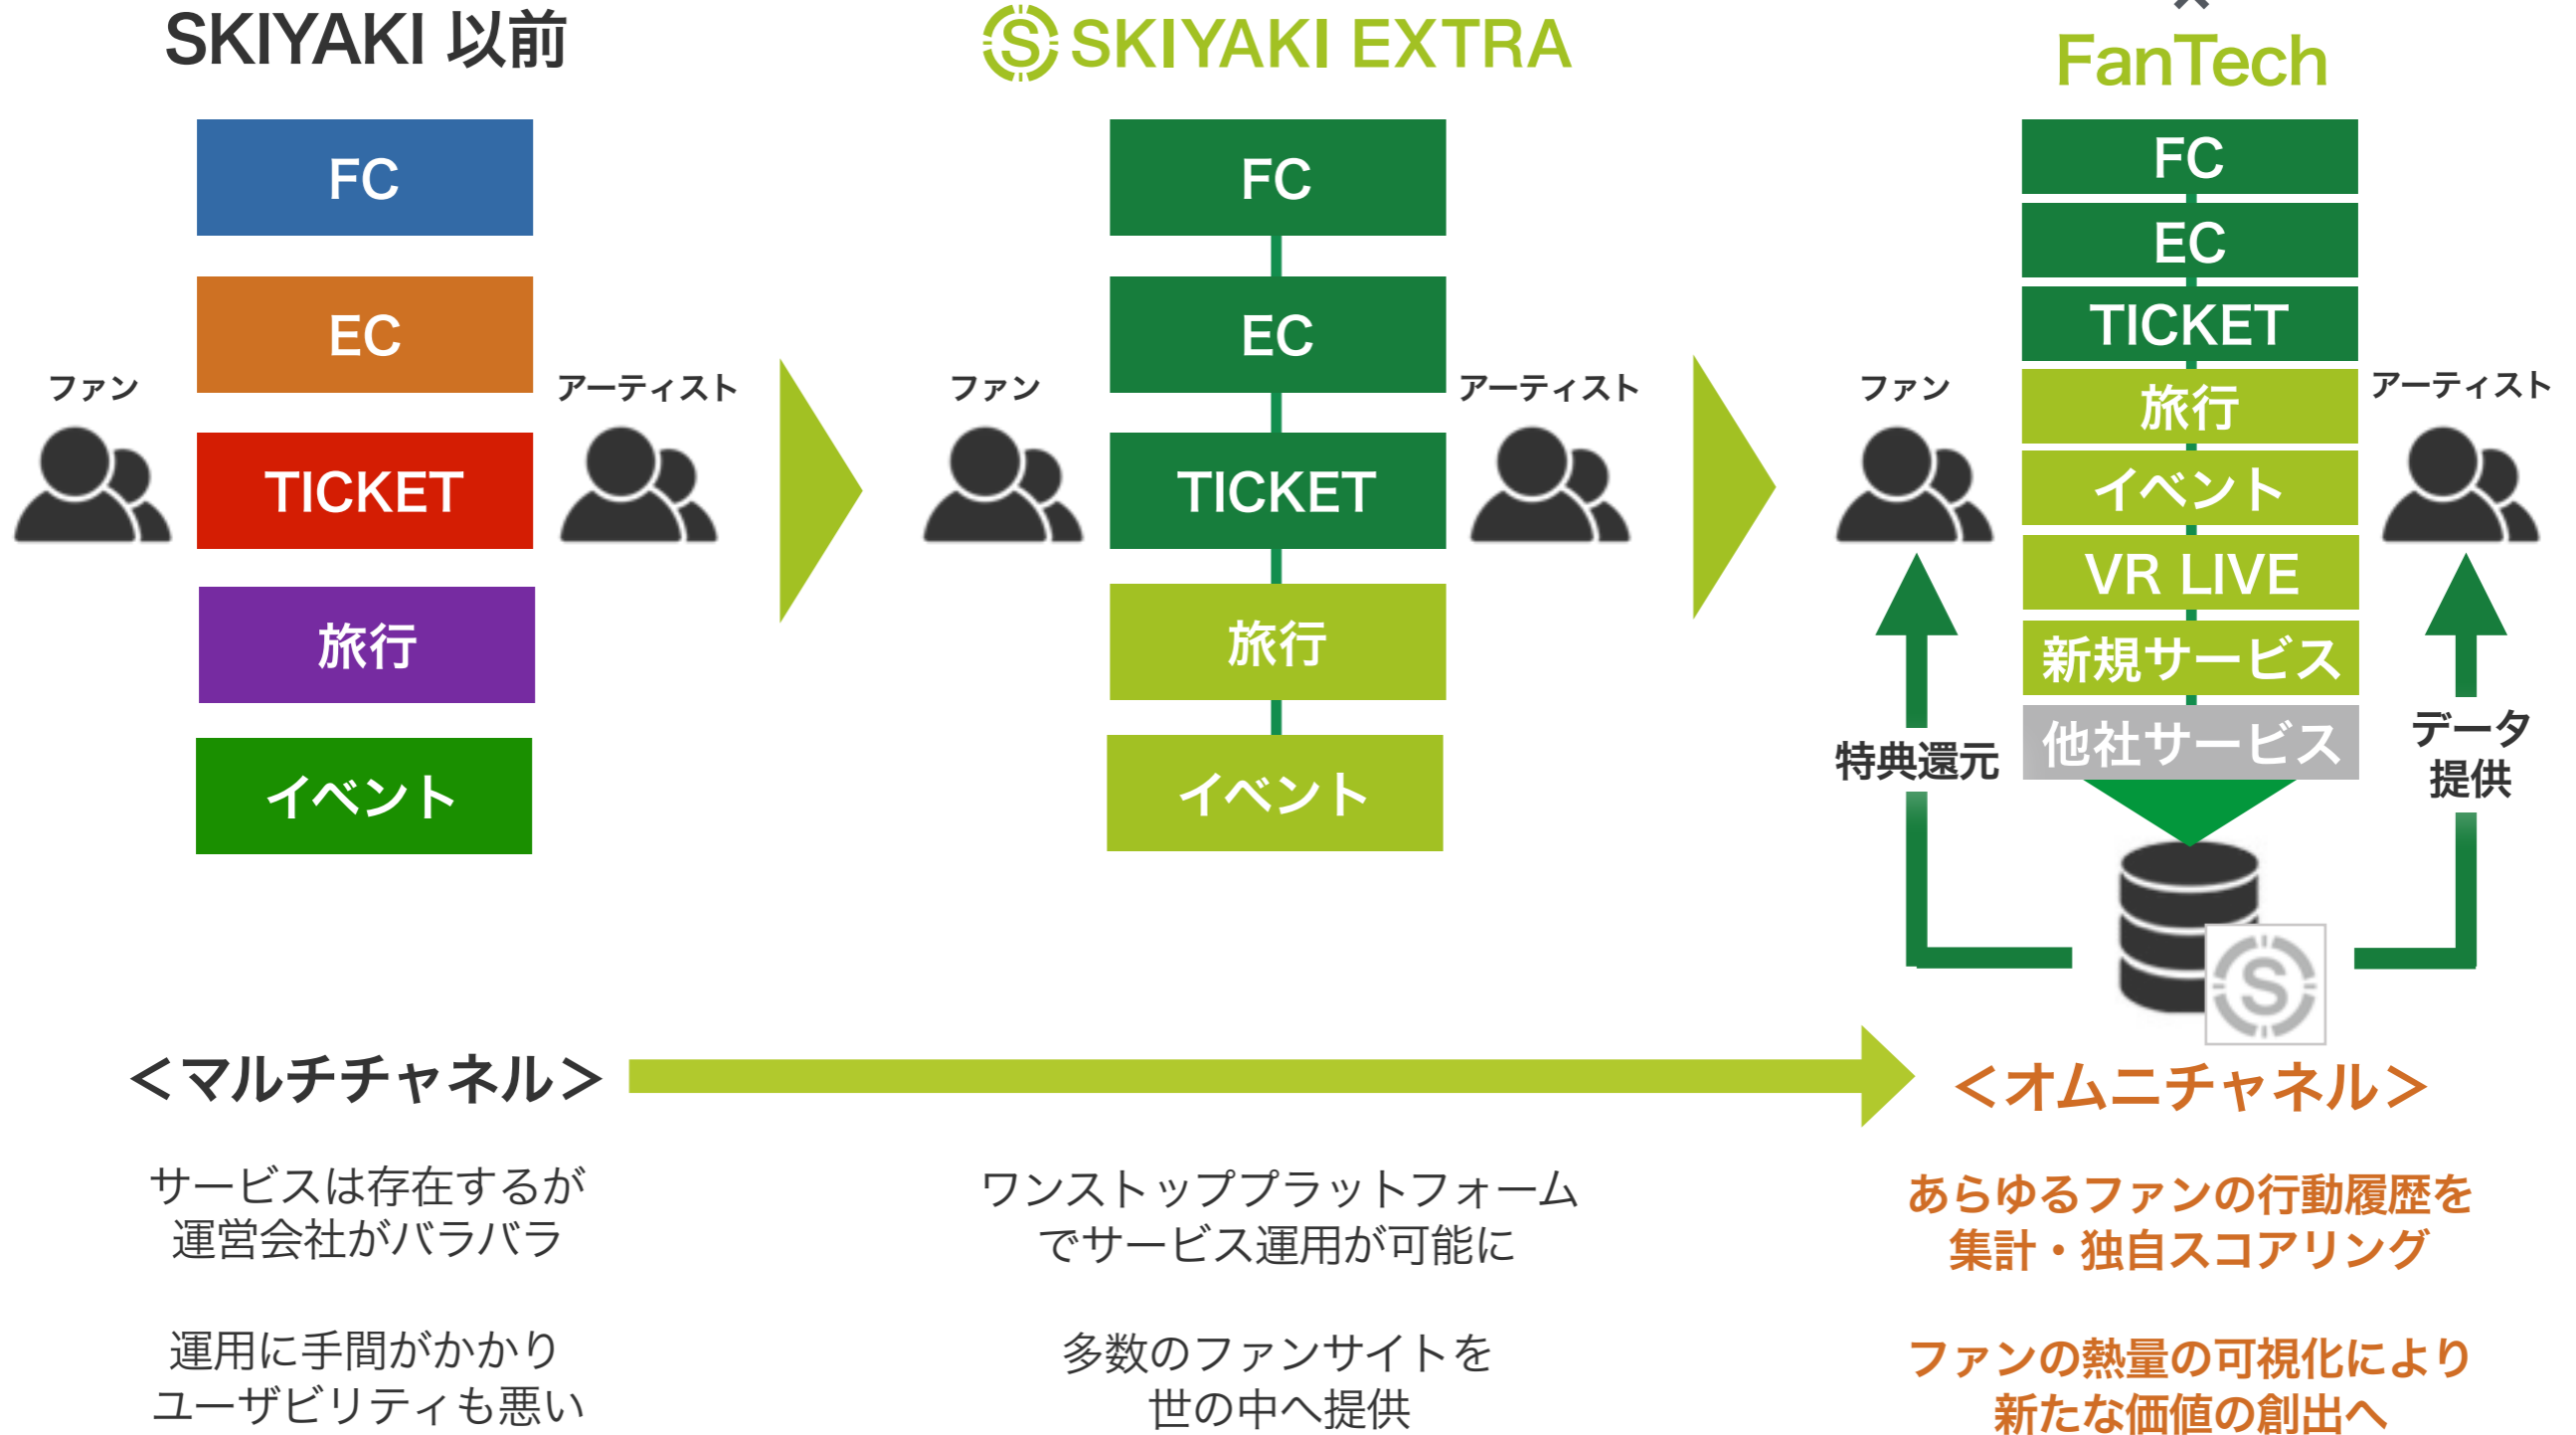 SKIYAKI 以前
FC
EC
TICKET
旅行
イベント
ファン
アーティスト
＜マルチチャネル＞
サービスは存在するが
運営会社がバラバラ
運用に手間がかかり
ユーザビリティも悪い
S SKIYAKI EXTRA
FC
EC
TICKET
旅行
イベント
ファン
アーティスト
ワンストッププラットフォーム
でサービス運用が可能に
多数のファンサイトを
世の中へ提供
×
FanTech
FC
EC
TICKET
旅行
イベント
VR LIVE
新規サービス
他社サービス
ファン
アーティスト
特典還元
データ
提供
S
＜オムニチャネル＞
あらゆるファンの行動履歴を
集計・独自スコアリング
ファンの熱量の可視化により
新たな価値の創出へ